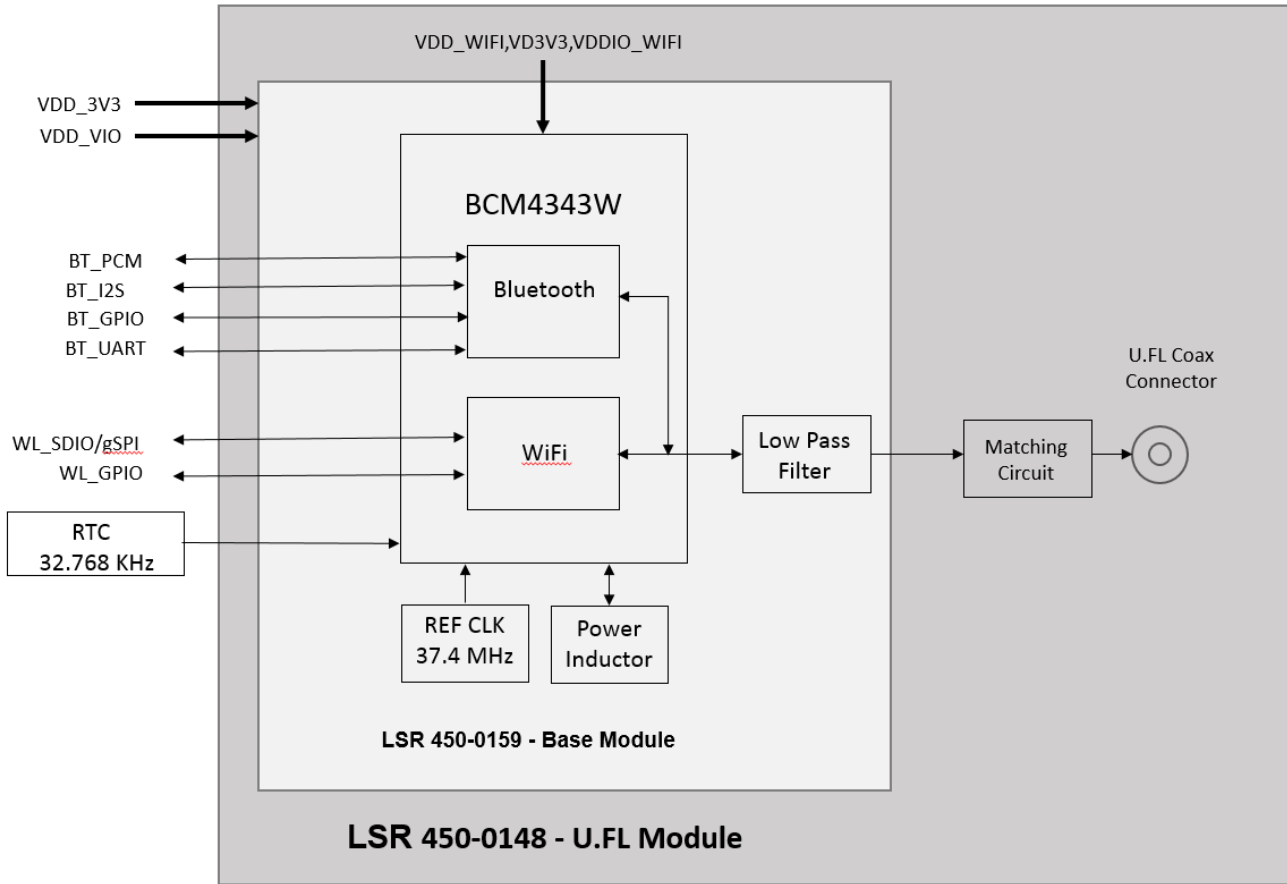 VDD_WIFI,VD3V3,VDDIO_WIFI
VDD_3V3
VDD_VIO
BCM4343W
BT_PCM
BT_I2S
BT_GPIO
BT_UART
Bluetooth
U.FL Coax
Connector
WL_SDIO/gSPI
WL_GPIO
WiFi
Low Pass
Filter
Matching
Circuit
RTC
32.768 KHz
REF CLK
37.4 MHz
Power
Inductor
LSR 450-0159 - Base Module
LSR 450-0148 - U.FL Module